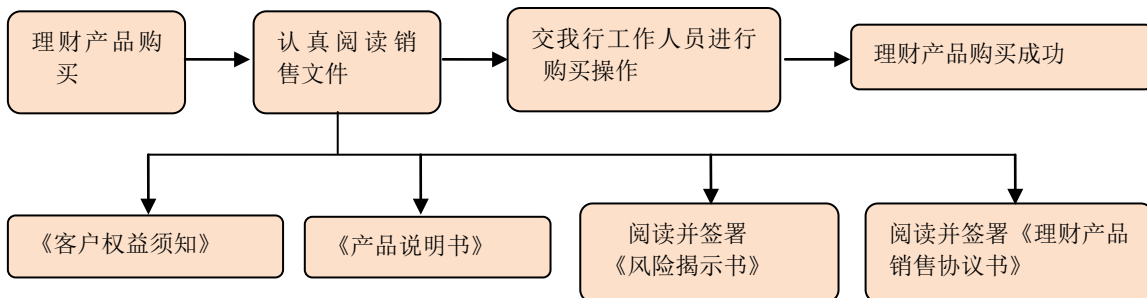 理财产品购
买
认真阅读销
售文件
交我行工作人员进行
购买操作
理财产品购买成功
《客户权益须知》
《产品说明书》
阅读并签署
《风险揭示书》
阅读并签署《理财产品
销售协议书》